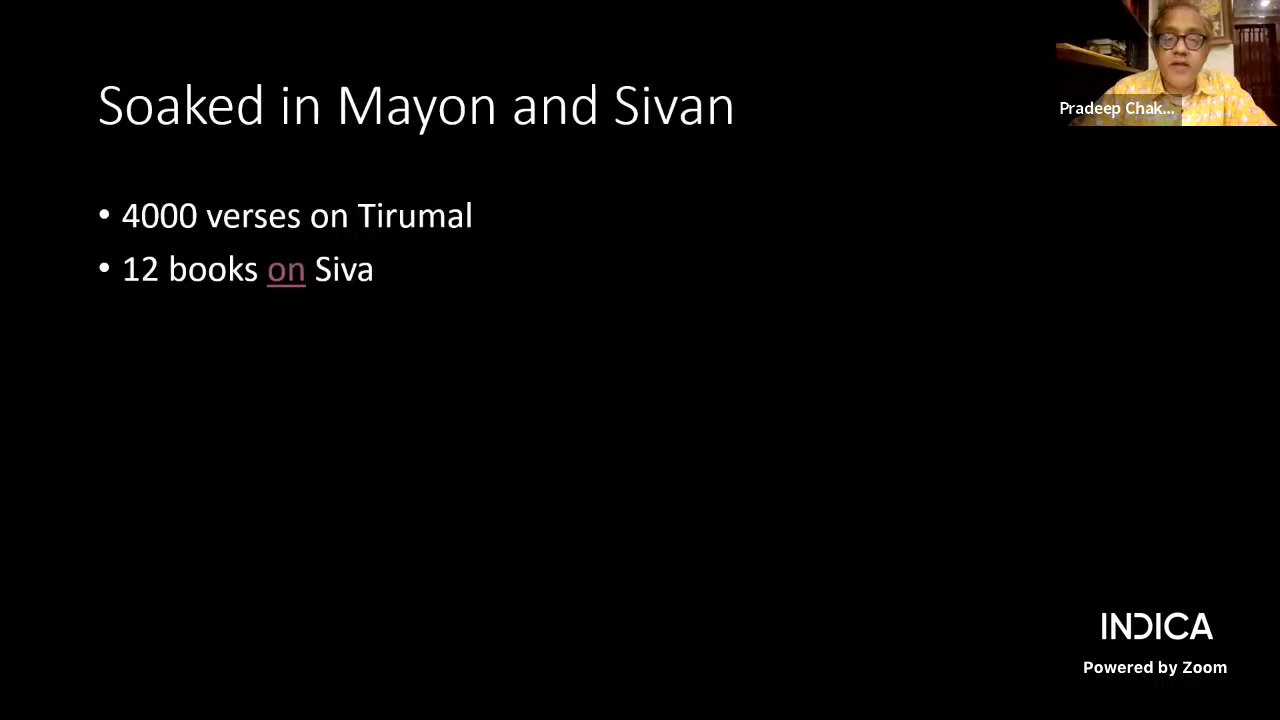 Soaked in Mayon and Sivan
• 4000 verses on Tirumal
• 12 books on Siva
Pradeep Chak...
INDICA
Powered by Zoom